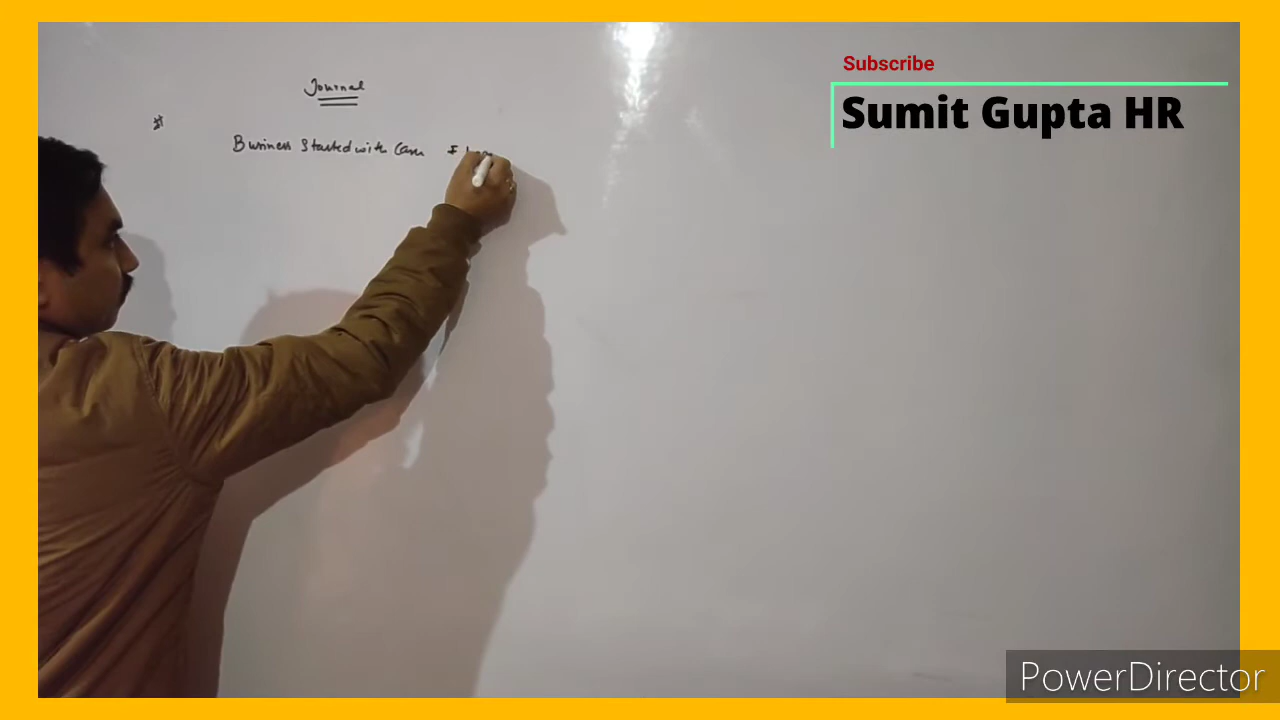 Journal
Business Started with Cash ₹
Subscribe
Sumit Gupta HR
PowerDirector